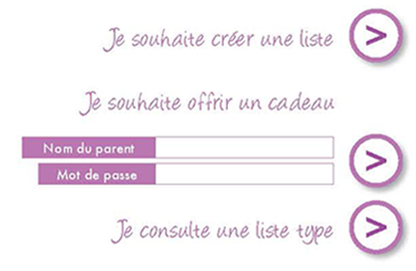 Je souhaite créer une liste >
Je souhaite offrir un cadeau
Nom du parent >
Mot de passe
Je consulte une liste type >